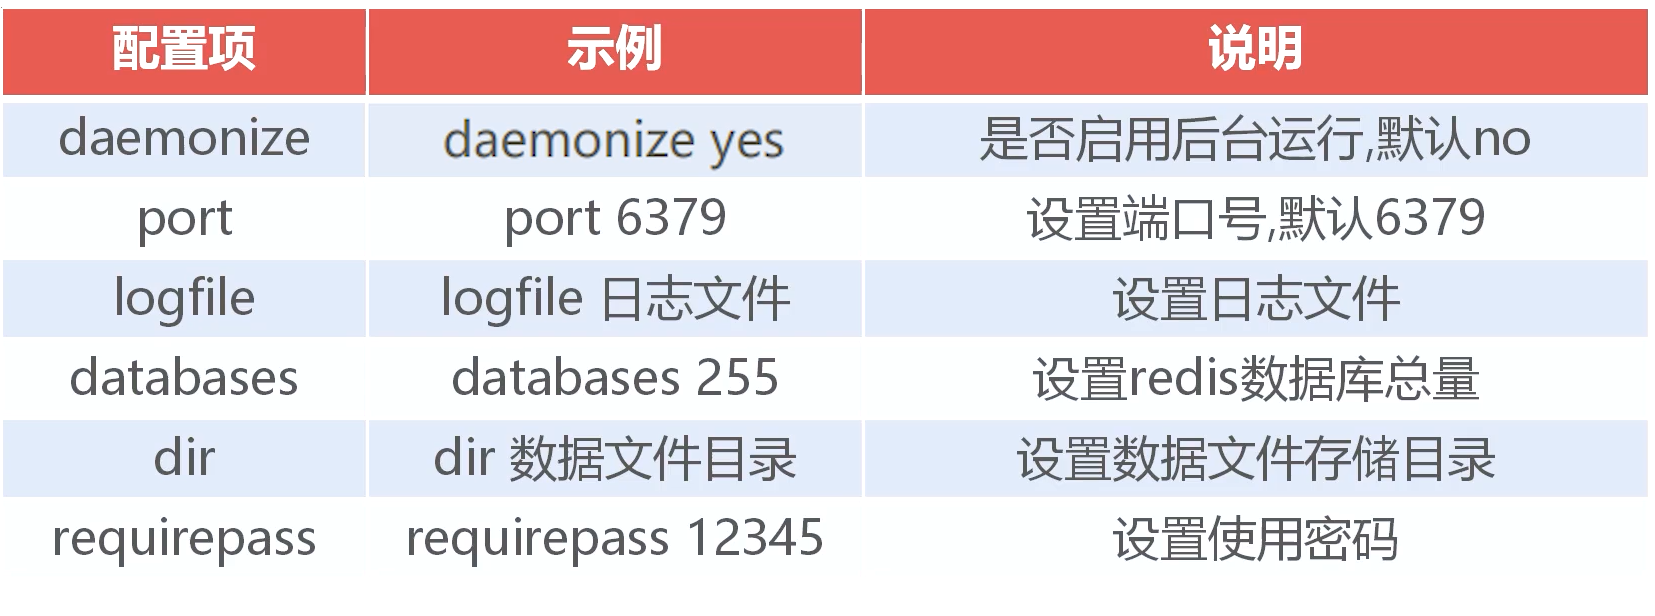 配置项 示例 说明
daemonize daemonize yes 是否启用后台运行,默认no
port port 6379 设置端口号,默认6379
logfile logfile 日志文件 设置日志文件
databases databases 255 设置redis数据库总量
dir dir 数据文件目录 设置数据文件存储目录
requirepass requirepass 12345 设置使用密码